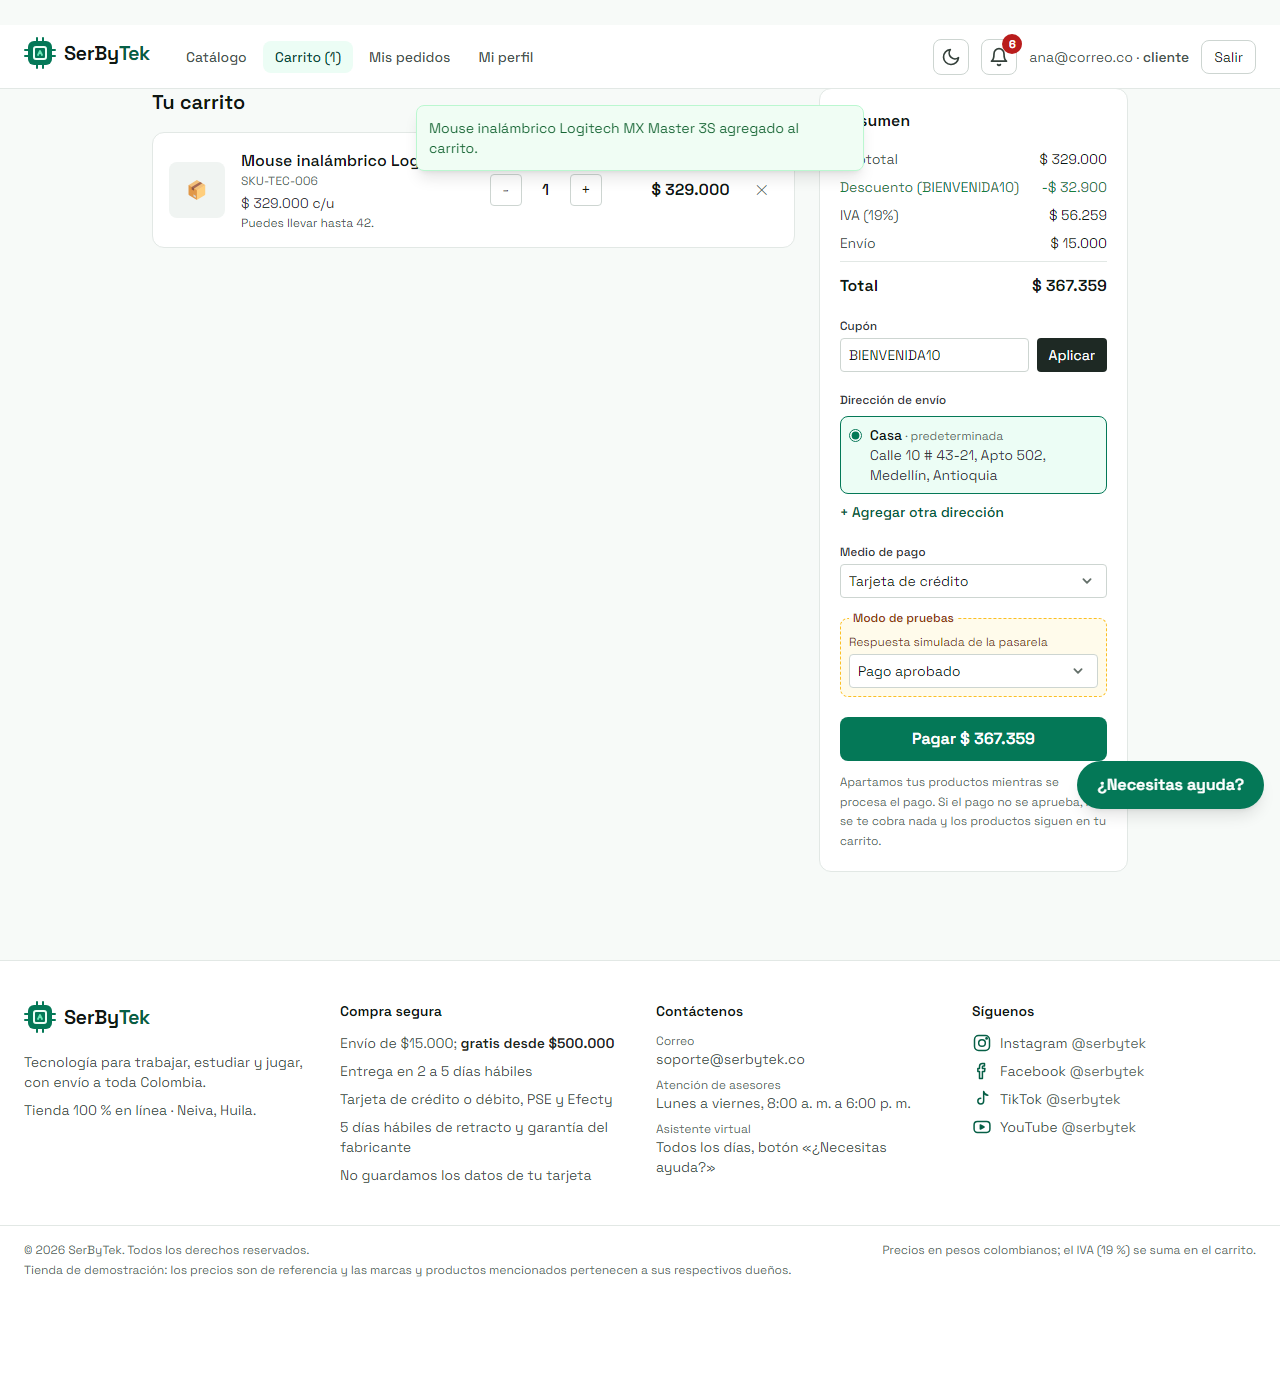 SerByTek
Catálogo
Carrito (1)
Mis pedidos
Mi perfil
6
ana@correo.co · cliente
Salir
Tu carrito
Mouse inalámbrico Logitech MX Master 3S agregado al
carrito.
Mouse inalámbrico
SKU-TEC-006
$ 329.000 c/u
Puedes llevar hasta 42.
- 1 +
$ 329.000
$ 329.000
Descuento (BIENVENIDA10) -$ 32.900
IVA (19%) $ 56.259
Envío $ 15.000
Total $ 367.359
Cupón
BIENVENIDA10
Aplicar
Dirección de envío
Casa · predeterminada
Calle 10 # 43-21, Apto 502,
Medellín, Antioquia
+ Agregar otra dirección
Medio de pago
Tarjeta de crédito
Modo de pruebas
Respuesta simulada de la pasarela
Pago aprobado
Pagar $ 367.359
¿Necesitas ayuda?
Apartamos tus productos mientras se
procesa el pago. Si el pago no se aprueba,
se te cobra nada y los productos siguen en tu
carrito.
SerByTek
Tecnología para trabajar, estudiar y jugar,
con envío a toda Colombia.
Tienda 100 % en línea · Neiva, Huila.
Compra segura
Envío de $15.000; gratis desde $500.000
Entrega en 2 a 5 días hábiles
Tarjeta de crédito o débito, PSE y Efecty
5 días hábiles de retracto y garantía del
fabricante
No guardamos los datos de tu tarjeta
Contáctenos
Correo
soporte@serbytek.co
Atención de asesores
Lunes a viernes, 8:00 a. m. a 6:00 p. m.
Asistente virtual
Todos los días, botón «¿Necesitas
ayuda?»
Síguenos
Instagram @serbytek
Facebook @serbytek
TikTok @serbytek
YouTube @serbytek
© 2026 SerByTek. Todos los derechos reservados.
Precios en pesos colombianos; el IVA (19 %) se suma en el carrito.
Tienda de demostración: los precios son de referencia y las marcas y productos mencionados pertenecen a sus respectivos dueños.